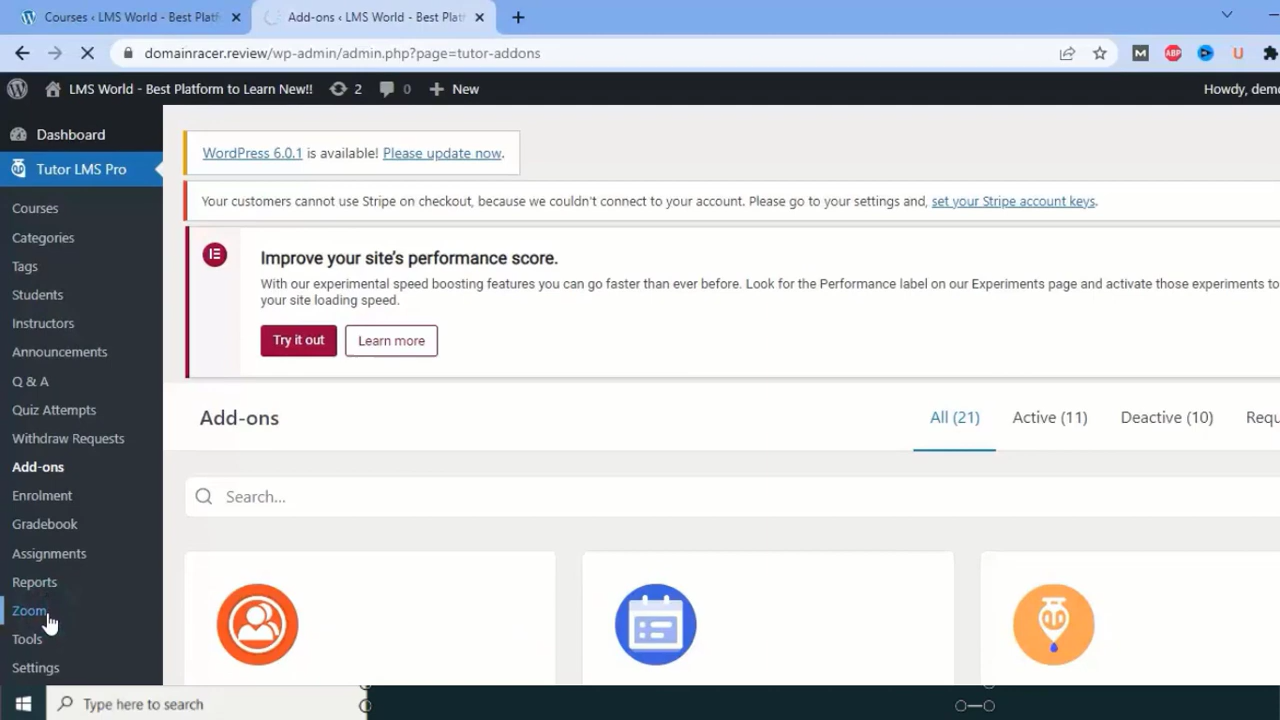 Courses ‹ LMS World - Best Platf
Add-ons ‹ LMS World - Best Platf
domainracer.review/wp-admin/admin.php?page=tutor-addons
M
ABP
U
LMS World - Best Platform to Learn New!!
2
0
New
Howdy, demo
Dashboard
Tutor LMS Pro
Courses
Categories
Tags
Students
Instructors
Announcements
Q & A
Quiz Attempts
Withdraw Requests
Add-ons
Enrolment
Gradebook
Assignments
Reports
Zoom
Tools
Settings
WordPress 6.0.1 is available! Please update now.
Your customers cannot use Stripe on checkout, because we couldn't connect to your account. Please go to your settings and, set your Stripe account keys.
Improve your site's performance score.
With our experimental speed boosting features you can go faster than ever before. Look for the Performance label on our Experiments page and activate those experiments to
your site loading speed.
Try it out
Learn more
Add-ons
All (21)
Active (11)
Deactive (10)
Requ
Search...
Type here to search